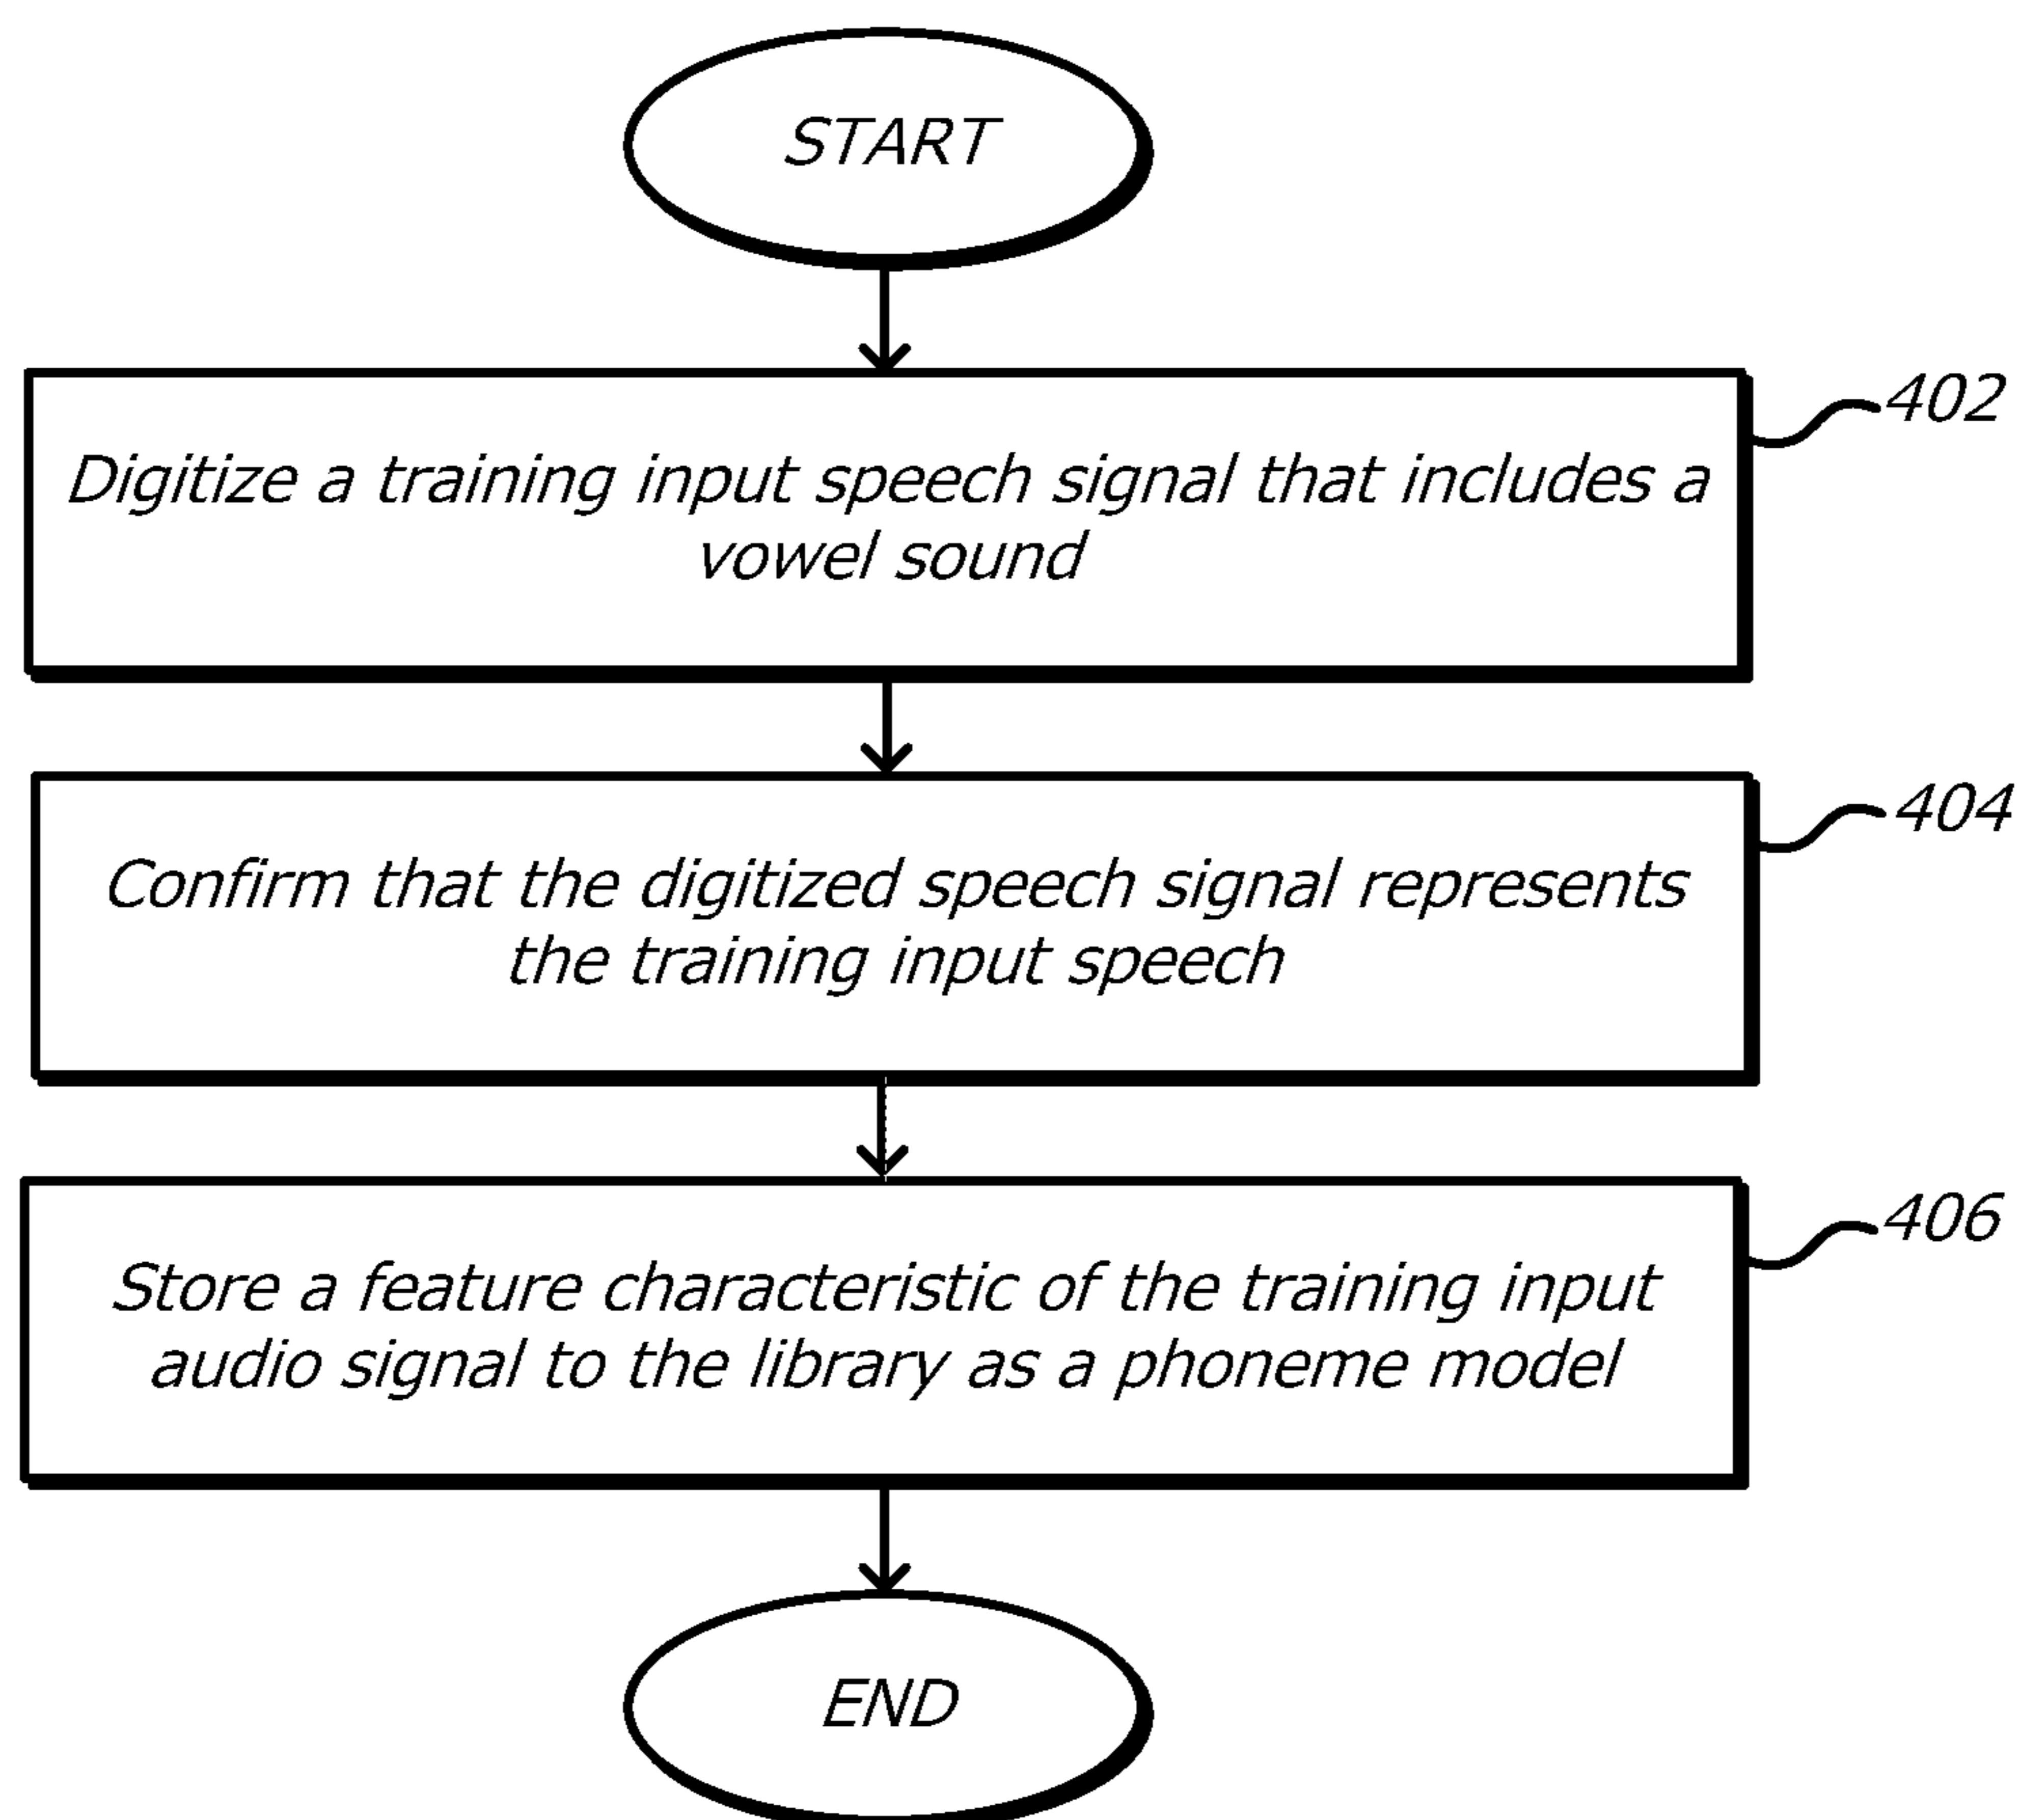 START
402
Digitize a training input speech signal that includes a
vowel sound
404
Confirm that the digitized speech signal represents
the training input speech
406
Store a feature characteristic of the training input
audio signal to the library as a phoneme model
END